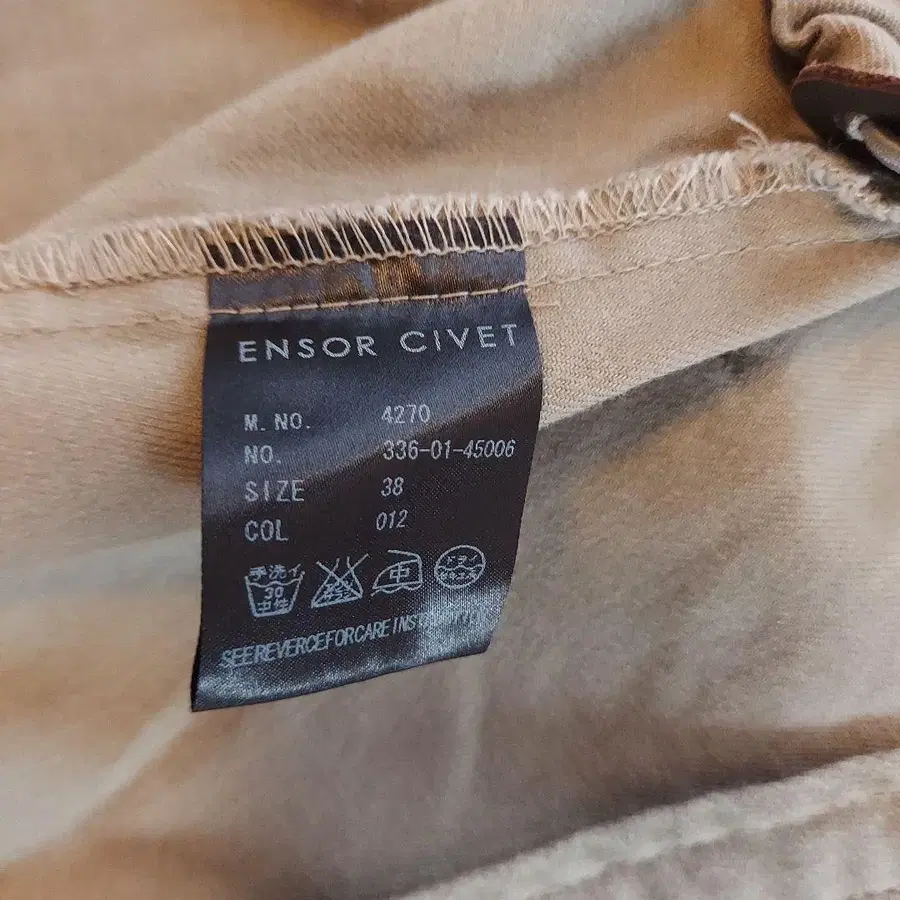 ENSOR CIVET
M. NO. 4270
NO. 336-01-45006
SIZE 38
COL 012
手洗イ 30 中性 中 ドライ
SEE REVERCE FOR CARE